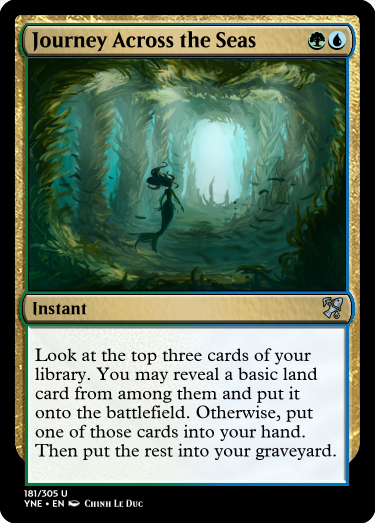 Journey Across the Seas
Instant
Look at the top three cards of your
library. You may reveal a basic land
card from among them and put it
onto the battlefield. Otherwise, put
one of those cards into your hand.
Then put the rest into your graveyard.
181/305 U
YNE • EN Chinh Le Duc